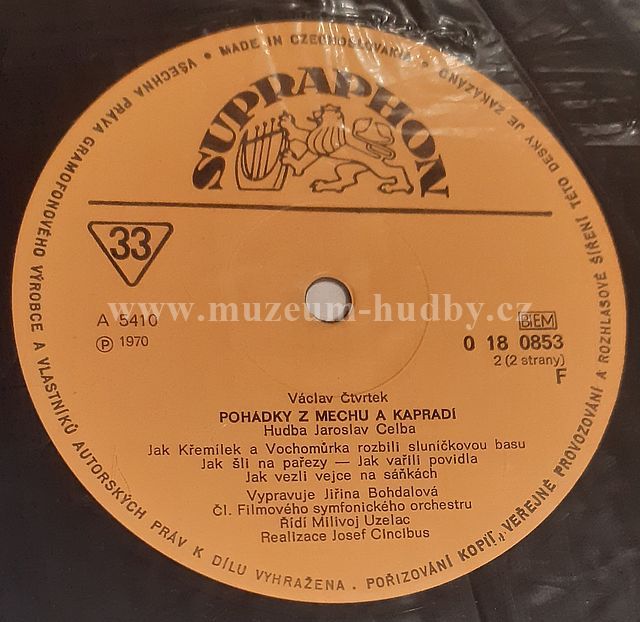 MADE IN CZECHOSLOVAKIA
SUPRAPHON
33
www.muzeum-hudby.cz
A 5410
Ⓟ 1970
BIEM
0 18 0853
2 (2 strany)
F
Václav Čtvrtek
POHÁDKY Z MECHU A KAPRADÍ
Hudba Jaroslav Celba
Jak Křemílek a Vochomůrka rozbili sluníčkovou basu
Jak šli na pařezy — Jak vařili povidla
Jak vezli vejce na sáňkách
Vypravuje Jiřina Bohdalová
Čl. Filmového symfonického orchestru
Řídí Milivoj Uzelac
Realizace Josef Cincibus
VŠECHNA PRÁVA GRAMOFONOVÉHO VÝROBCE A VLASTNÍKŮ AUTORSKÝCH PRÁV K DÍLU VYHRAŽENA . POŘIZOVÁNÍ KOPIÍ, VEŘEJNÉ PROVOZOVÁNÍ A ROZHLASOVÉ ŠÍŘENÍ TÉTO DESKY JE ZAKÁZÁNO